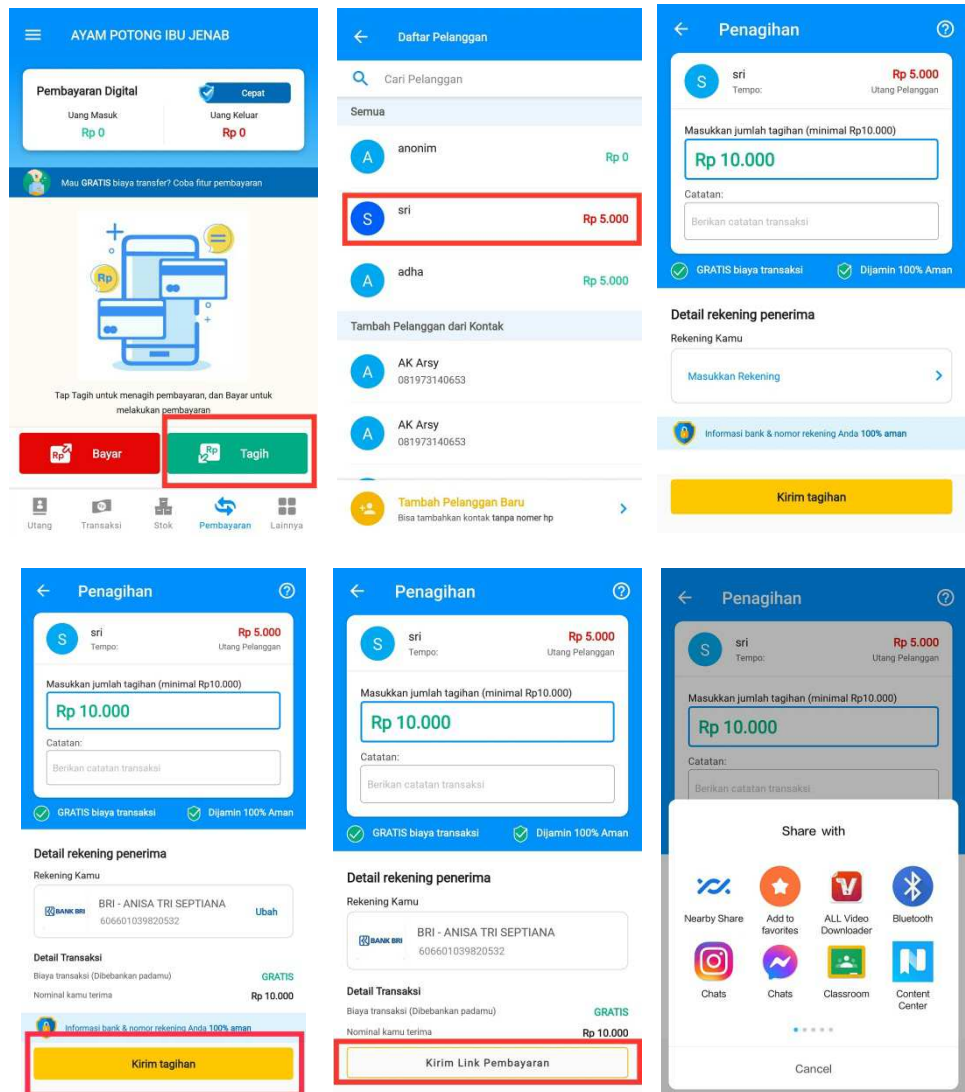 AYAM POTONG IBU JENAB
Pembayaran Digital
Cepat
Uang Masuk
Uang Keluar
Rp 0
Rp 0
Mau GRATIS biaya transfer? Coba fitur pembayaran
Rp
Tap Tagih untuk menagih pembayaran, dan Bayar untuk
melakukan pembayaran
Rp
Bayar
Rp
Tagih
Utang
Transaksi
Stok
Pembayaran
Lainnya
Daftar Pelanggan
Cari Pelanggan
Semua
A
anonim
Rp 0
S
sri
Rp 5.000
A
adha
Rp 5.000
Tambah Pelanggan dari Kontak
A
AK Arsy
081973140653
A
AK Arsy
081973140653
Tambah Pelanggan Baru
Bisa tambahkan kontak tanpa nomer hp
Penagihan
S
sri
Rp 5.000
Tempo:
Utang Pelanggan
Masukkan jumlah tagihan (minimal Rp10.000)
Rp 10.000
Catatan:
Berikan catatan transaksi
GRATIS biaya transaksi
Dijamin 100% Aman
Detail rekening penerima
Rekening Kamu
Masukkan Rekening
Informasi bank & nomor rekening Anda 100% aman
Kirim tagihan
Penagihan
S
sri
Rp 5.000
Tempo:
Utang Pelanggan
Masukkan jumlah tagihan (minimal Rp10.000)
Rp 10.000
Catatan:
Berikan catatan transaksi
GRATIS biaya transaksi
Dijamin 100% Aman
Detail rekening penerima
Rekening Kamu
BANK BRI
BRI - ANISA TRI SEPTIANA
606601039820532
Ubah
Detail Transaksi
Biaya transaksi (Dibebankan padamu)
GRATIS
Nominal kamu terima
Rp 10.000
Informasi bank & nomor rekening Anda 100% aman
Kirim tagihan
Penagihan
S
sri
Rp 5.000
Tempo:
Utang Pelanggan
Masukkan jumlah tagihan (minimal Rp10.000)
Rp 10.000
Catatan:
Berikan catatan transaksi
GRATIS biaya transaksi
Dijamin 100% Aman
Detail rekening penerima
Rekening Kamu
BANK BRI
BRI - ANISA TRI SEPTIANA
606601039820532
Detail Transaksi
Biaya transaksi (Dibebankan padamu)
GRATIS
Nominal kamu terima
Rp 10.000
Kirim Link Pembayaran
Penagihan
S
sri
Rp 5.000
Tempo:
Utang Pelanggan
Masukkan jumlah tagihan (minimal Rp10.000)
Rp 10.000
Catatan:
Berikan catatan transaksi
Share with
Nearby Share
Add to
favorites
ALL Video
Downloader
Bluetooth
Chats
Chats
Classroom
Content
Center
Cancel